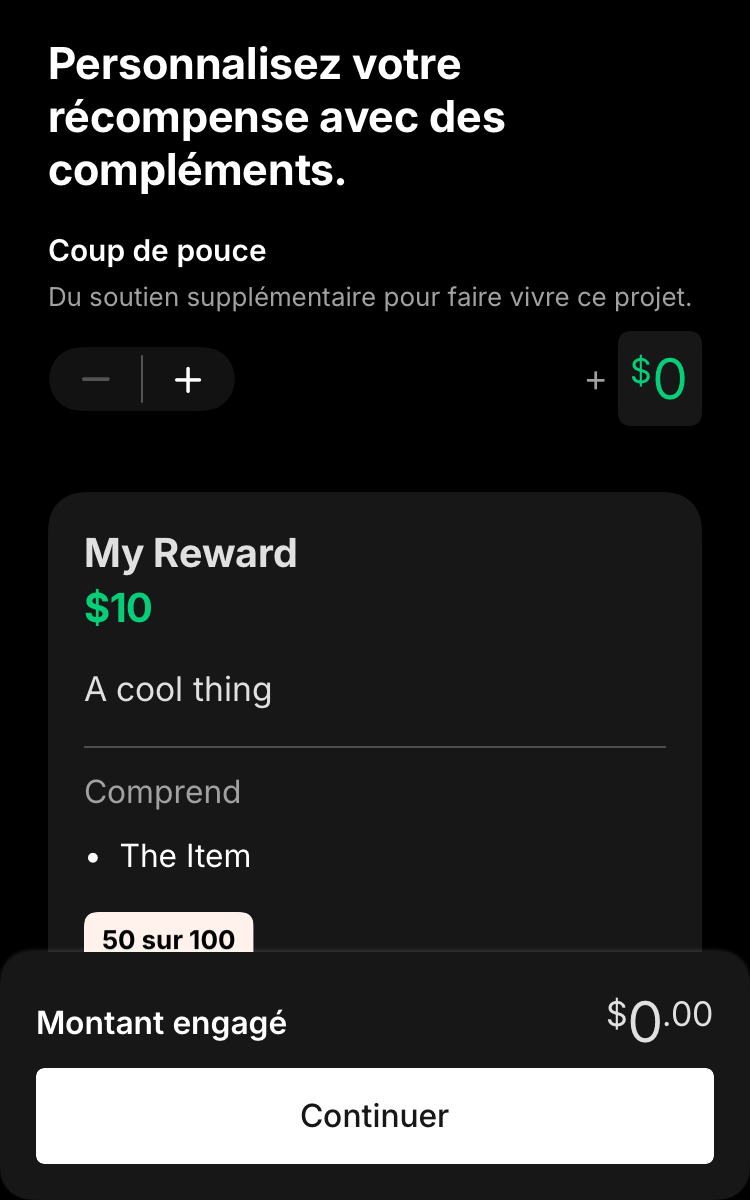 Personnalisez votre
récompense avec des
compléments.
Coup de pouce
Du soutien supplémentaire pour faire vivre ce projet.
− | + + $0
My Reward
$10
A cool thing
Comprend
• The Item
50 sur 100
Montant engagé $0.00
Continuer